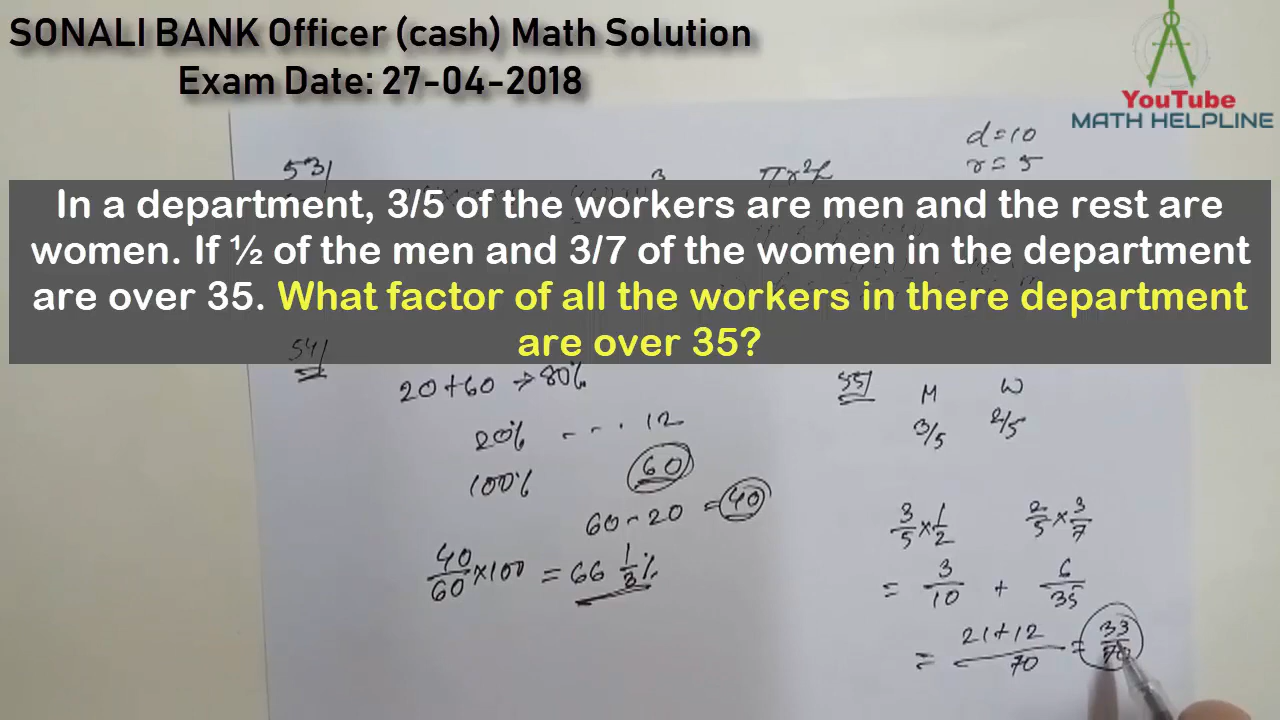 SONALI BANK Officer (cash) Math Solution
Exam Date: 27-04-2018
YouTube
MATH HELPLINE
d=10
r=5
53/
πr²h
In a department, 3/5 of the workers are men and the rest are
women. If ½ of the men and 3/7 of the women in the department
are over 35. What factor of all the workers in there department
are over 35?
54/
20+60 → 80%
20% --- 12
100% 60
60-20 = 40
40/60 × 100 = 66 1/3 %
55/ M W
3/5 2/5
3/5 × 1/2 2/5 × 3/7
= 3/10 + 6/35
= 21+12/70 = 33/70